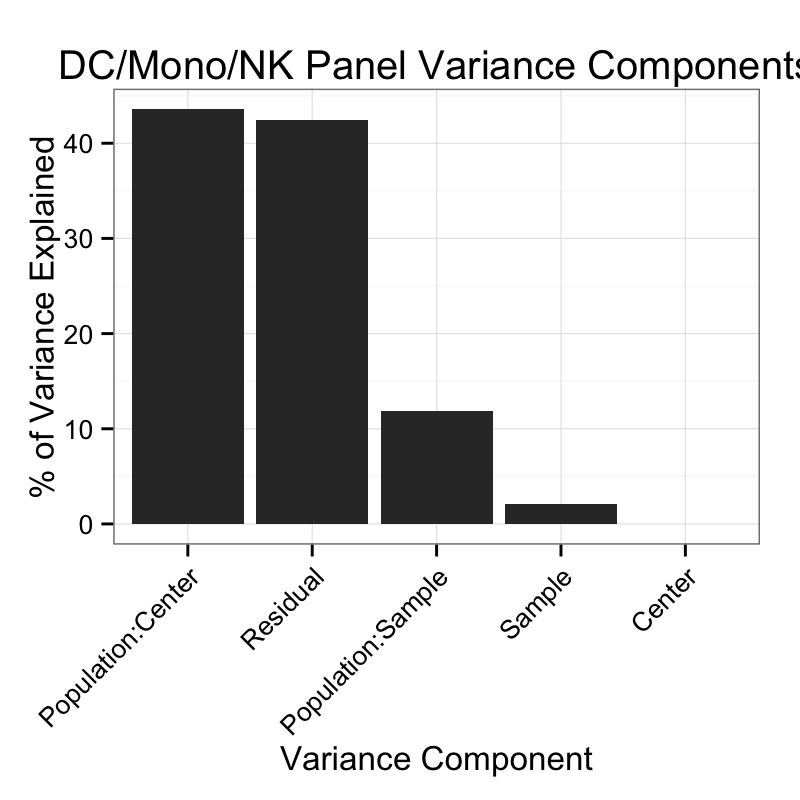 DC/Mono/NK Panel Variance Components
% of Variance Explained
40
30
20
10
0
Population:Center
Residual
Population:Sample
Sample
Center
Variance Component